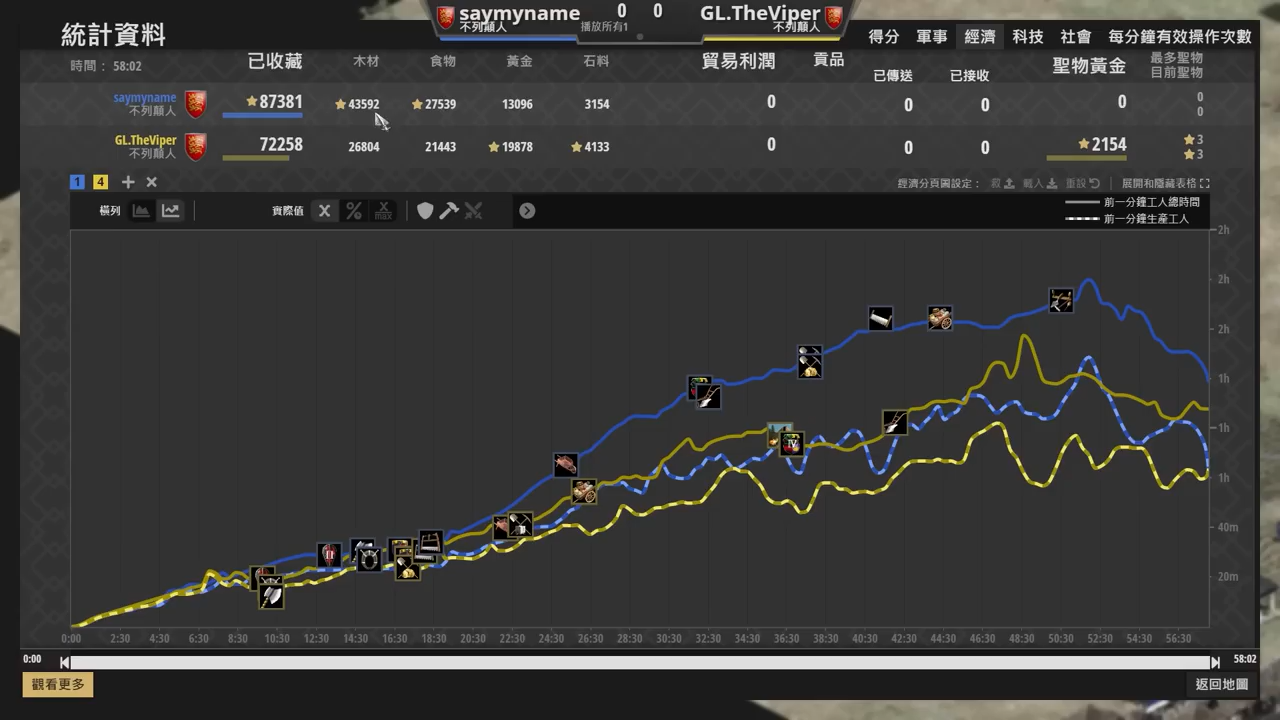 saymyname 0 0 GL.TheViper
不列顛人 播放所有1 不列顛人
統計資料
得分 軍事 經濟 科技 社會 每分鐘有效操作次數
時間： 58:02
已收藏 木材 食物 黃金 石料 貿易利潤 貢品 聖物黃金 最多聖物
目前聖物
已傳送 已接收
saymyname
不列顛人
87381 43592 27539 13096 3154 0 0 0 0 0
0
GL.TheViper
不列顛人
72258 26804 21443 19878 4133 0 0 0 2154 3
3
1 4
經濟分頁圖設定： 載入 重設 展開和隱藏表格
橫列 實際值 X % X
max
前一分鐘工人總時間
前一分鐘生產工人
2h
2h
2h
1h
1h
1h
40m
20m
II
IV
0:00 2:30 4:30 6:30 8:30 10:30 12:30 14:30 16:30 18:30 20:30 22:30 24:30 26:30 28:30 30:30 32:30 34:30 36:30 38:30 40:30 42:30 44:30 46:30 48:30 50:30 52:30 54:30 56:30
0:00 58:02
觀看更多 返回地圖